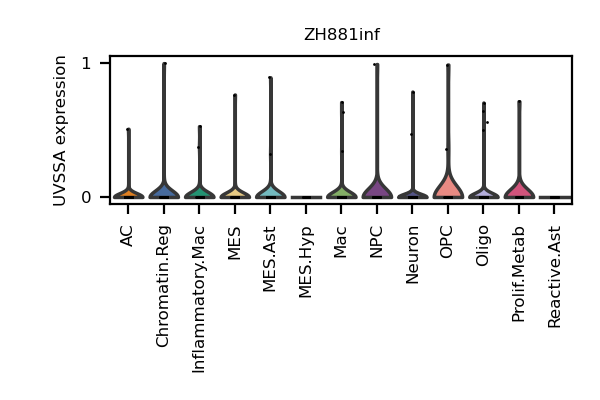 ZH881inf
UVSSA expression
1
0
AC
Chromatin.Reg
Inflammatory.Mac
MES
MES.Ast
MES.Hyp
Mac
NPC
Neuron
OPC
Oligo
Prolif.Metab
Reactive.Ast